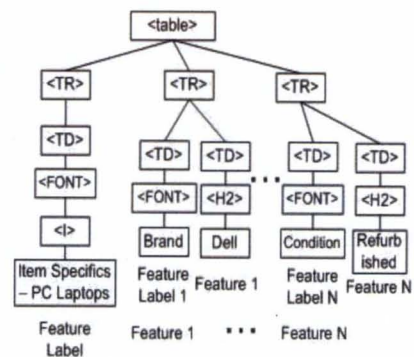 <table>
<TR> <TR> <TR>
<TD> <TD> <TD> <TD> <TD>
<FONT> <FONT> <H2> <FONT> <H2>
<I> Brand Dell Condition Refurb
ished
Item Specifics
– PC Laptops
Feature
Label 1 Feature 1 Feature
Label N Feature N
Feature
Label Feature 1 Feature N